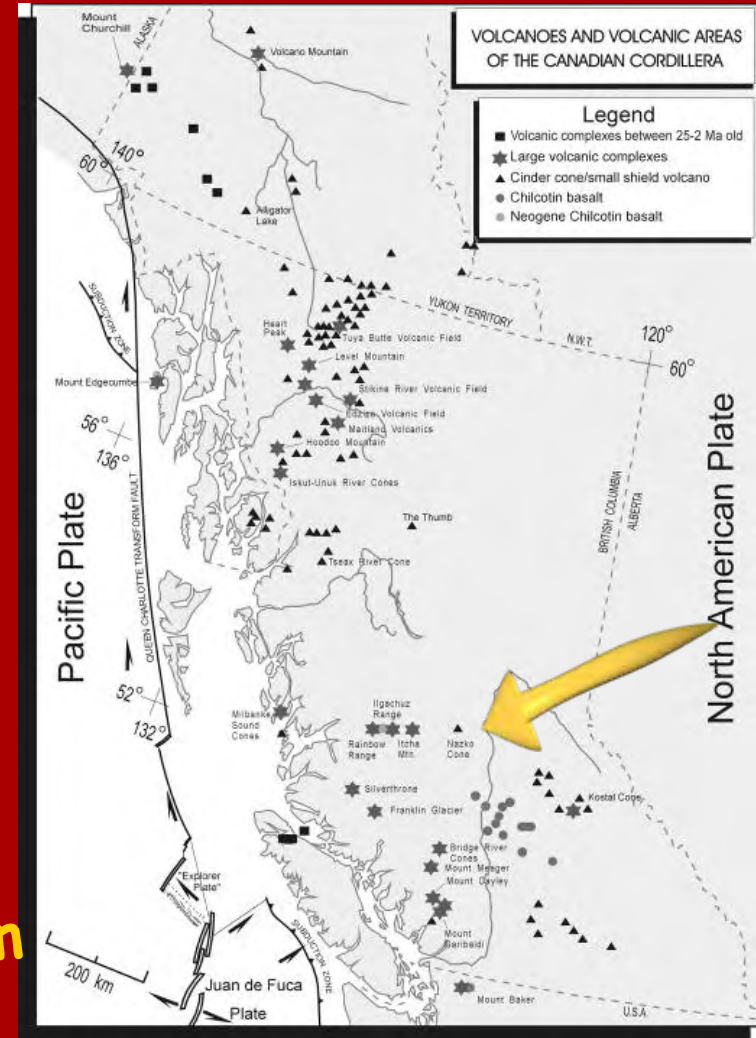 VOLCANOES AND VOLCANIC AREAS
OF THE CANADIAN CORDILLERA
Legend
Volcanic complexes between 25-2 Ma old
Large volcanic complexes
Cinder cone/small shield volcano
Chilcotin basalt
Neogene Chilcotin basalt
Mount
Churchill
ALASKA
Volcano Mountain
140°
60°
Alligator
Lake
SUBDUCTION ZONE
YUKON TERRITORY
N.W.T.
120°
60°
Heart
Peak
Tuya Butte Volcanic Field
Level Mountain
Mount Edgecumbe
Stikine River Volcanic Field
Edziza Volcanic Field
Maitland Volcanics
56°
136°
Hoodoo Mountain
Iskut-Unuk River Cones
The Thumb
Tseax River Cone
BRITISH COLUMBIA
ALBERTA
Pacific Plate
QUEEN CHARLOTTE TRANSFORM FAULT
North American Plate
52°
132°
Milbanke
Sound
Cones
Ilgachuz
Range
Rainbow
Range
Itcha
Mtn.
Nazko
Cone
Silverthrone
Franklin Glacier
Kostal Cone
Bridge River
Cones
Mount Meager
Mount Cayley
"Explorer
Plate"
Mount
Garibaldi
200 km
SUBDUCTION ZONE
Juan de Fuca
Plate
Mount Baker
U.S.A